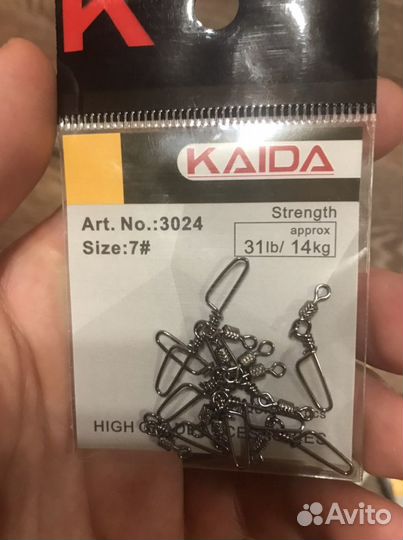 K
KAIDA
Art. No.:3024
Size:7#
Strength
approx
31lb/ 14kg
HIGH
Avito